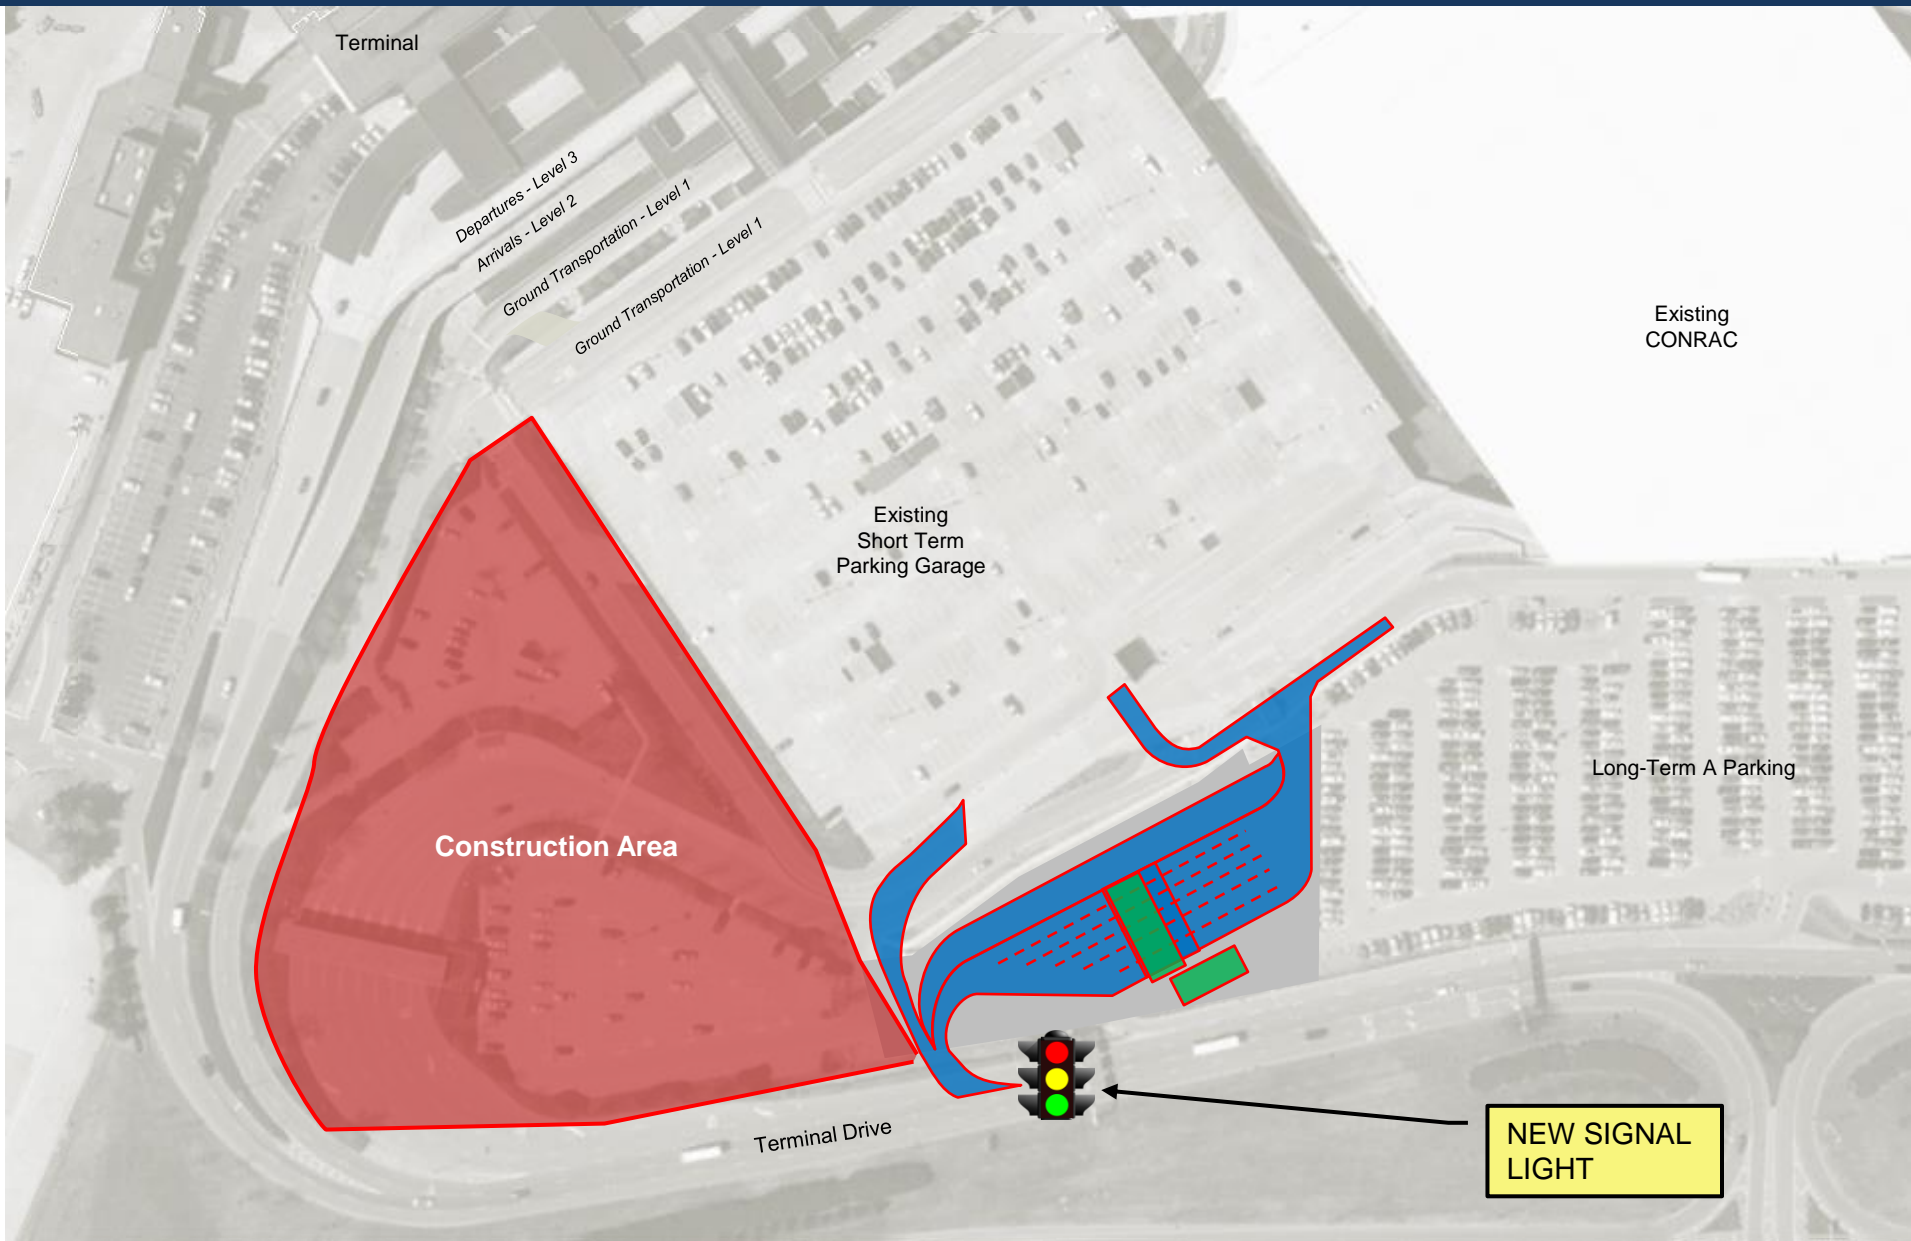 Terminal
Departures - Level 3
Arrivals - Level 2
Ground Transportation - Level 1
Ground Transportation - Level 1
Existing
CONRAC
Existing
Short Term
Parking Garage
Long-Term A Parking
Construction Area
Terminal Drive
NEW SIGNAL
LIGHT